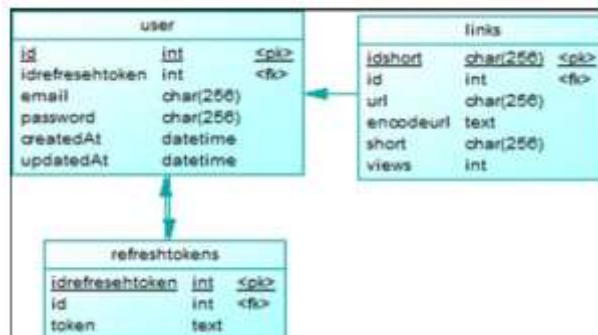 user
id int <pk>
idrefresehtoken int <fk>
email char(256)
password char(256)
createdAt datetime
updatedAt datetime
links
idshort char(256) <pk>
id int <fk>
url char(256)
encodeurl text
short char(256)
views int
refreshtokens
idrefresehtoken int <pk>
id int <fk>
token text